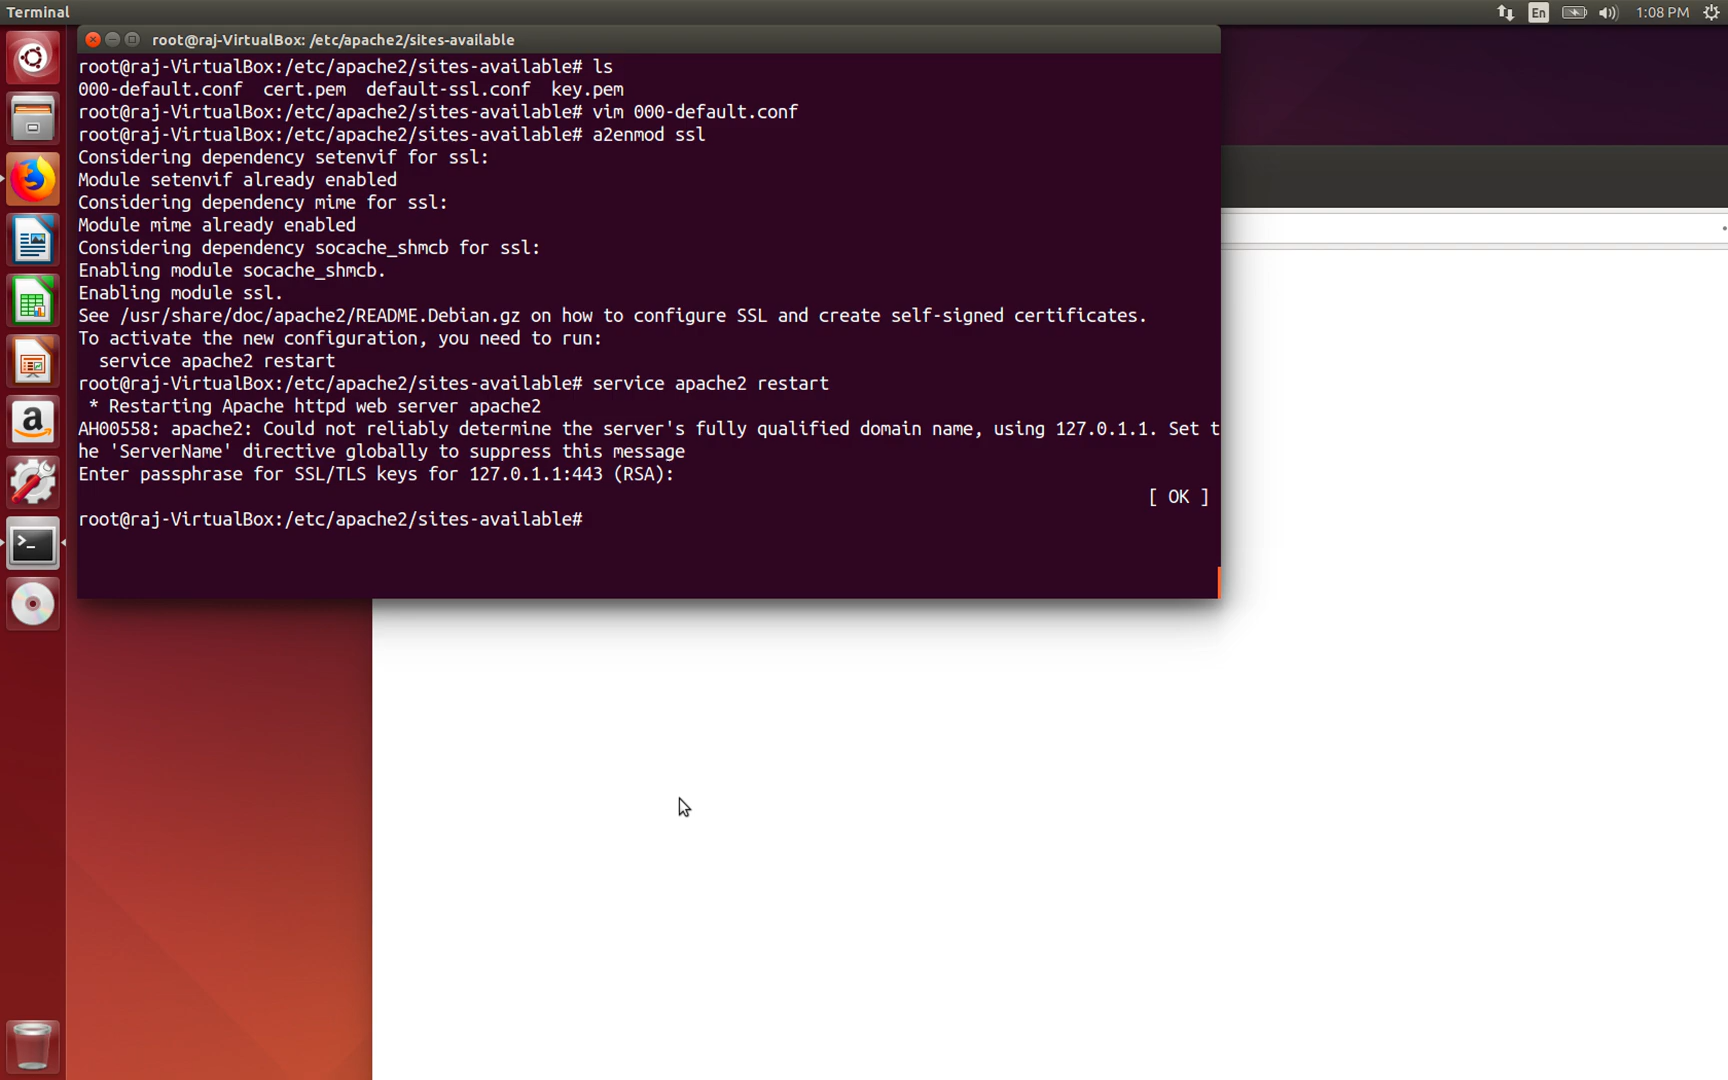 Terminal
En
1:08 PM
root@raj-VirtualBox: /etc/apache2/sites-available
root@raj-VirtualBox:/etc/apache2/sites-available# ls
000-default.conf  cert.pem  default-ssl.conf  key.pem
root@raj-VirtualBox:/etc/apache2/sites-available# vim 000-default.conf
root@raj-VirtualBox:/etc/apache2/sites-available# a2enmod ssl
Considering dependency setenvif for ssl:
Module setenvif already enabled
Considering dependency mime for ssl:
Module mime already enabled
Considering dependency socache_shmcb for ssl:
Enabling module socache_shmcb.
Enabling module ssl.
See /usr/share/doc/apache2/README.Debian.gz on how to configure SSL and create self-signed certificates.
To activate the new configuration, you need to run:
  service apache2 restart
root@raj-VirtualBox:/etc/apache2/sites-available# service apache2 restart
 * Restarting Apache httpd web server apache2
AH00558: apache2: Could not reliably determine the server's fully qualified domain name, using 127.0.1.1. Set t
he 'ServerName' directive globally to suppress this message
Enter passphrase for SSL/TLS keys for 127.0.1.1:443 (RSA):
[ OK ]
root@raj-VirtualBox:/etc/apache2/sites-available#